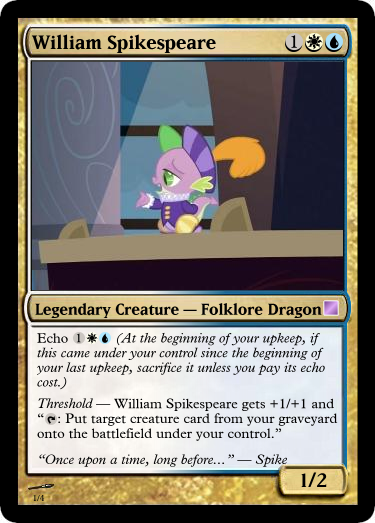 William Spikespeare 1
Legendary Creature — Folklore Dragon
Echo 1 (At the beginning of your upkeep, if
this came under your control since the beginning of
your last upkeep, sacrifice it unless you pay its echo
cost.)
Threshold — William Spikespeare gets +1/+1 and
“: Put target creature card from your graveyard
onto the battlefield under your control.”
“Once upon a time, long before…” — Spike
1/2
1/4